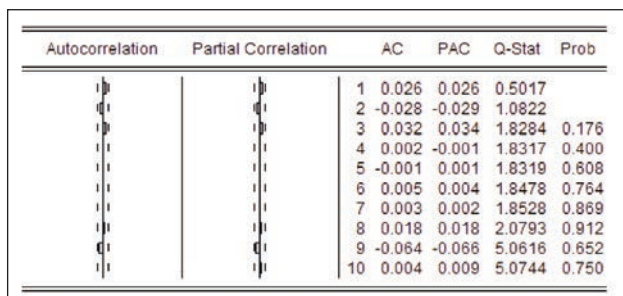 Autocorrelation Partial Correlation AC PAC Q-Stat Prob
1 0.026 0.026 0.5017
2 -0.028 -0.029 1.0822
3 0.032 0.034 1.8284 0.176
4 0.002 -0.001 1.8317 0.400
5 -0.001 0.001 1.8319 0.608
6 0.005 0.004 1.8478 0.764
7 0.003 0.002 1.8528 0.869
8 0.018 0.018 2.0793 0.912
9 -0.064 -0.066 5.0616 0.652
10 0.004 0.009 5.0744 0.750